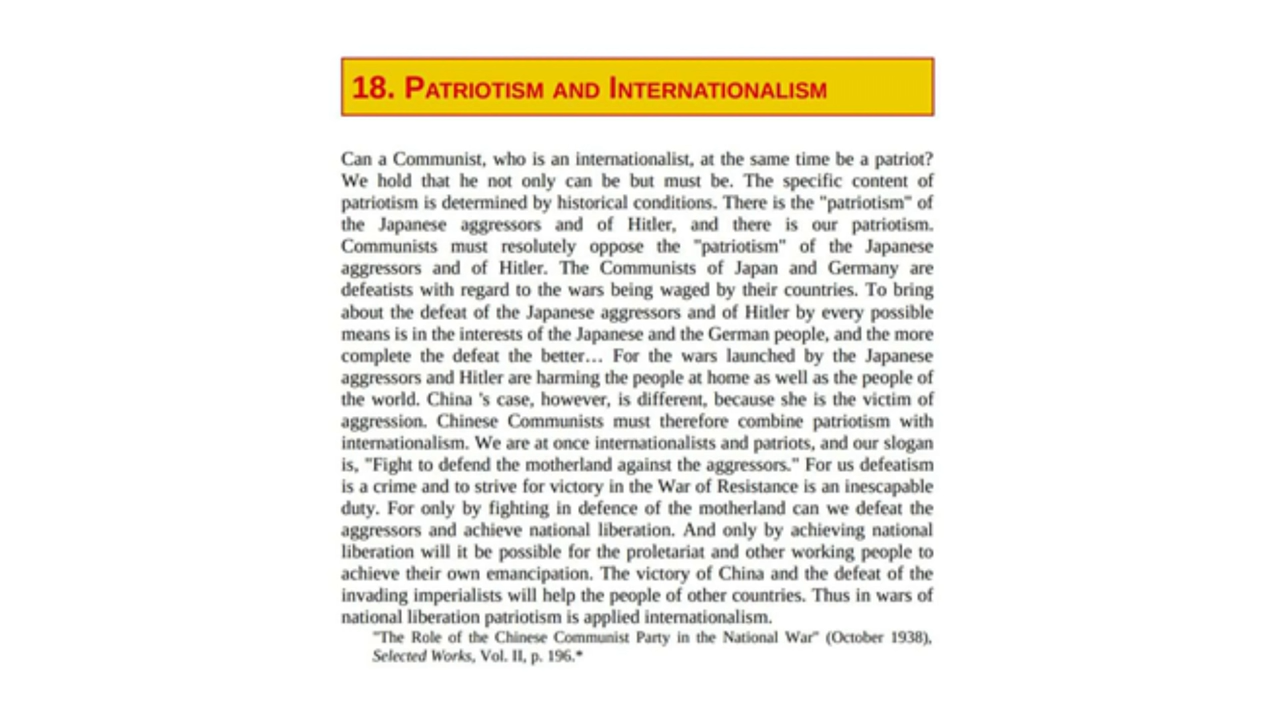 18. PATRIOTISM AND INTERNATIONALISM
Can a Communist, who is an internationalist, at the same time be a patriot?
We hold that he not only can be but must be. The specific content of
patriotism is determined by historical conditions. There is the "patriotism" of
the Japanese aggressors and of Hitler, and there is our patriotism.
Communists must resolutely oppose the "patriotism" of the Japanese
aggressors and of Hitler. The Communists of Japan and Germany are
defeatists with regard to the wars being waged by their countries. To bring
about the defeat of the Japanese aggressors and of Hitler by every possible
means is in the interests of the Japanese and the German people, and the more
complete the defeat the better… For the wars launched by the Japanese
aggressors and Hitler are harming the people at home as well as the people of
the world. China 's case, however, is different, because she is the victim of
aggression. Chinese Communists must therefore combine patriotism with
internationalism. We are at once internationalists and patriots, and our slogan
is, "Fight to defend the motherland against the aggressors." For us defeatism
is a crime and to strive for victory in the War of Resistance is an inescapable
duty. For only by fighting in defence of the motherland can we defeat the
aggressors and achieve national liberation. And only by achieving national
liberation will it be possible for the proletariat and other working people to
achieve their own emancipation. The victory of China and the defeat of the
invading imperialists will help the people of other countries. Thus in wars of
national liberation patriotism is applied internationalism.
"The Role of the Chinese Communist Party in the National War" (October 1938),
Selected Works, Vol. II, p. 196.*